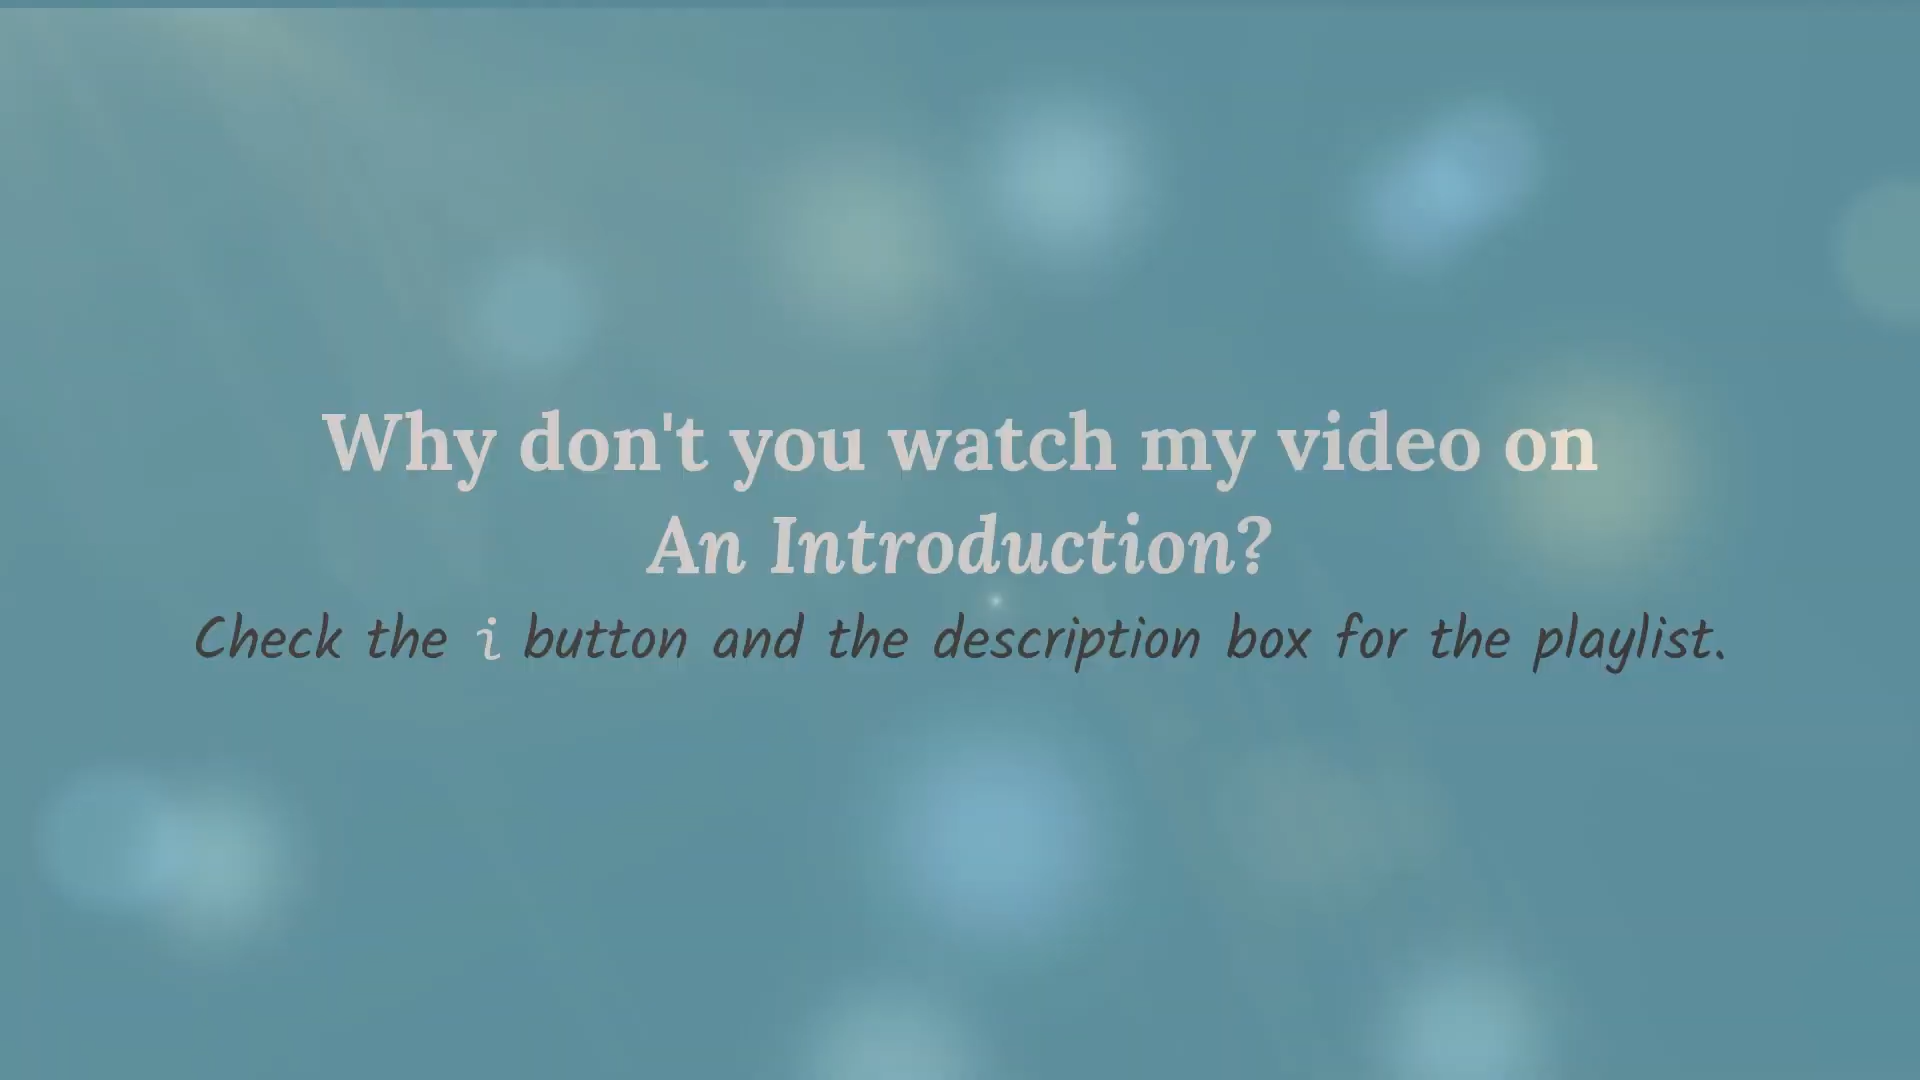 Why don't you watch my video on
An Introduction?
Check the i button and the description box for the playlist.